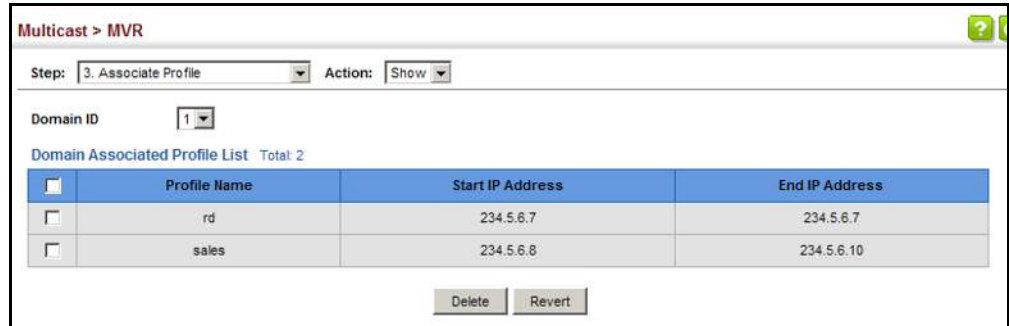 Multicast > MVR
?
Step: 3. Associate Profile Action: Show
Domain ID 1
Domain Associated Profile List Total: 2
Profile Name Start IP Address End IP Address
rd 234.5.6.7 234.5.6.7
sales 234.5.6.8 234.5.6.10
Delete Revert